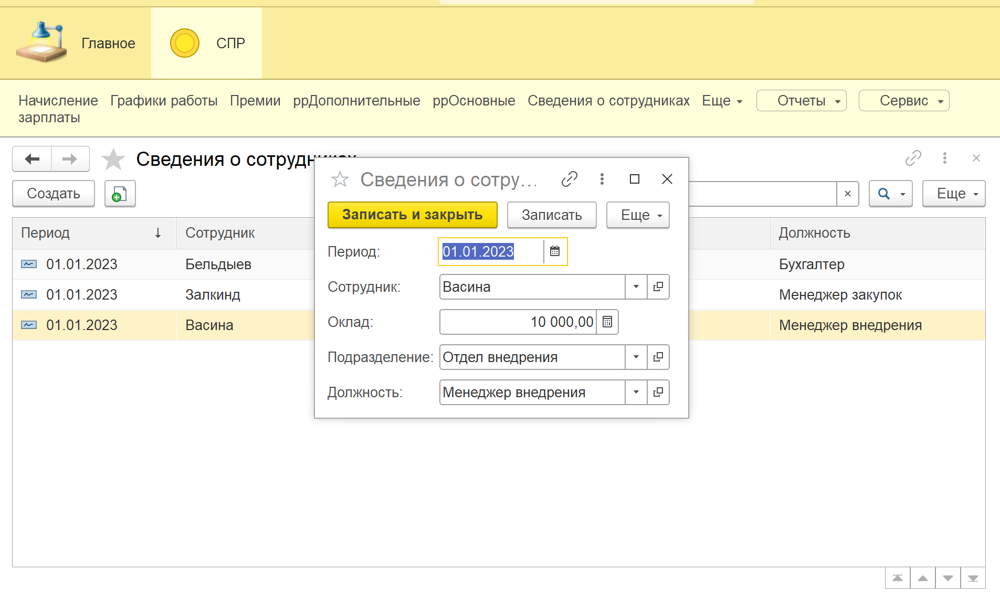 Главное
СПР
Начисление зарплаты
Графики работы
Премии
ррДополнительные
ррОсновные
Сведения о сотрудниках
Еще
Отчеты
Сервис
Сведения о сотрудниках
Создать
Еще
Период
Сотрудник
Должность
01.01.2023 Бельдыев Бухгалтер
01.01.2023 Залкинд Менеджер закупок
01.01.2023 Васина Менеджер внедрения
Сведения о сотру...
Записать и закрыть
Записать
Еще
Период: 01.01.2023
Сотрудник: Васина
Оклад: 10 000,00
Подразделение: Отдел внедрения
Должность: Менеджер внедрения